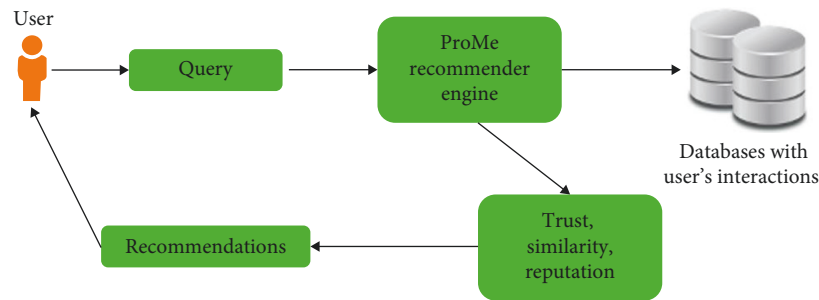 User
Query
ProMe
recommender
engine
Databases with
user's interactions
Trust,
similarity,
reputation
Recommendations